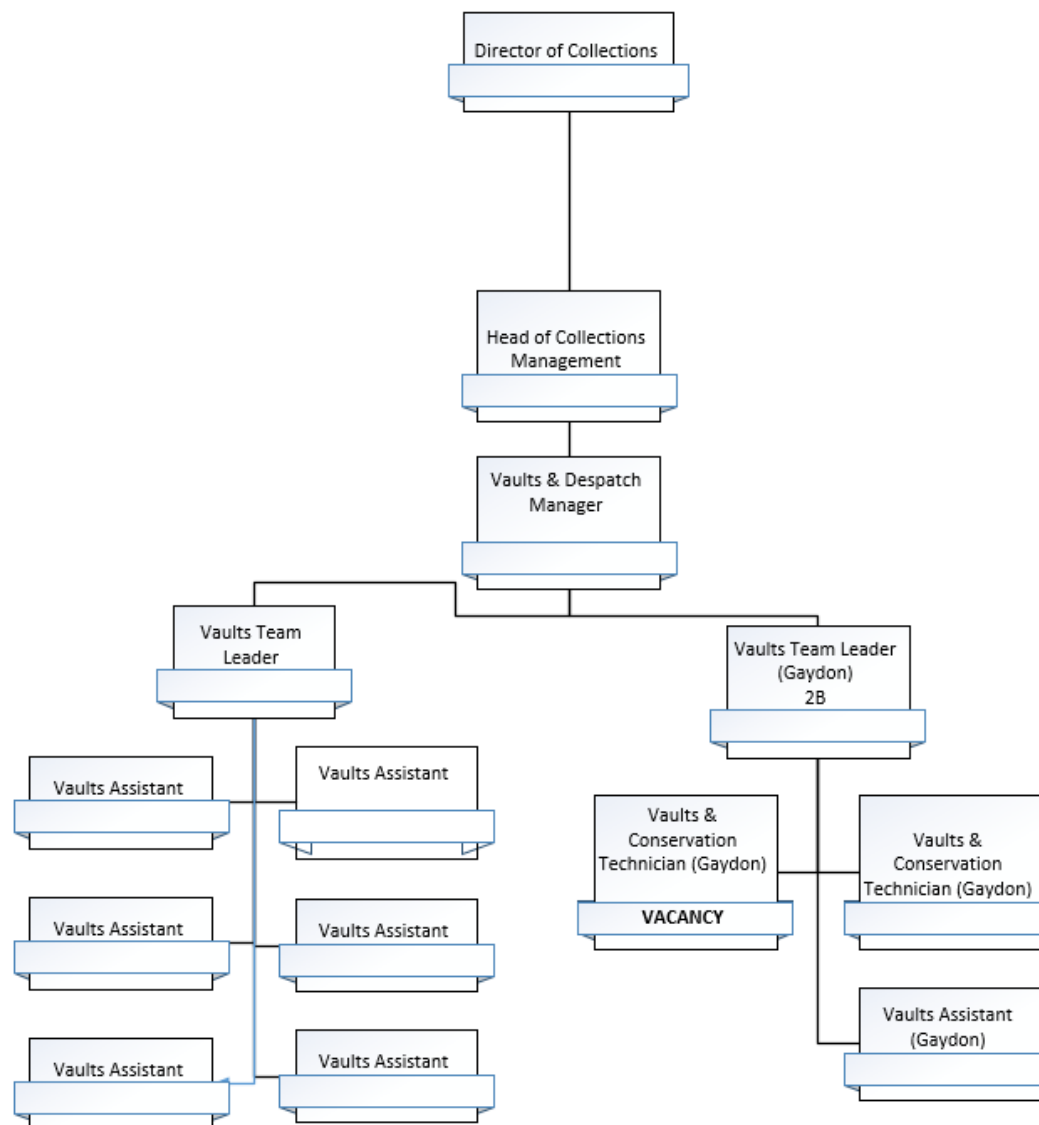 Director of Collections
Head of Collections
Management
Vaults & Despatch
Manager
Vaults Team
Leader
Vaults Team Leader
(Gaydon)
2B
Vaults Assistant
Vaults Assistant
Vaults Assistant
Vaults Assistant
Vaults Assistant
Vaults Assistant
Vaults &
Conservation
Technician (Gaydon)
VACANCY
Vaults &
Conservation
Technician (Gaydon)
Vaults Assistant
(Gaydon)